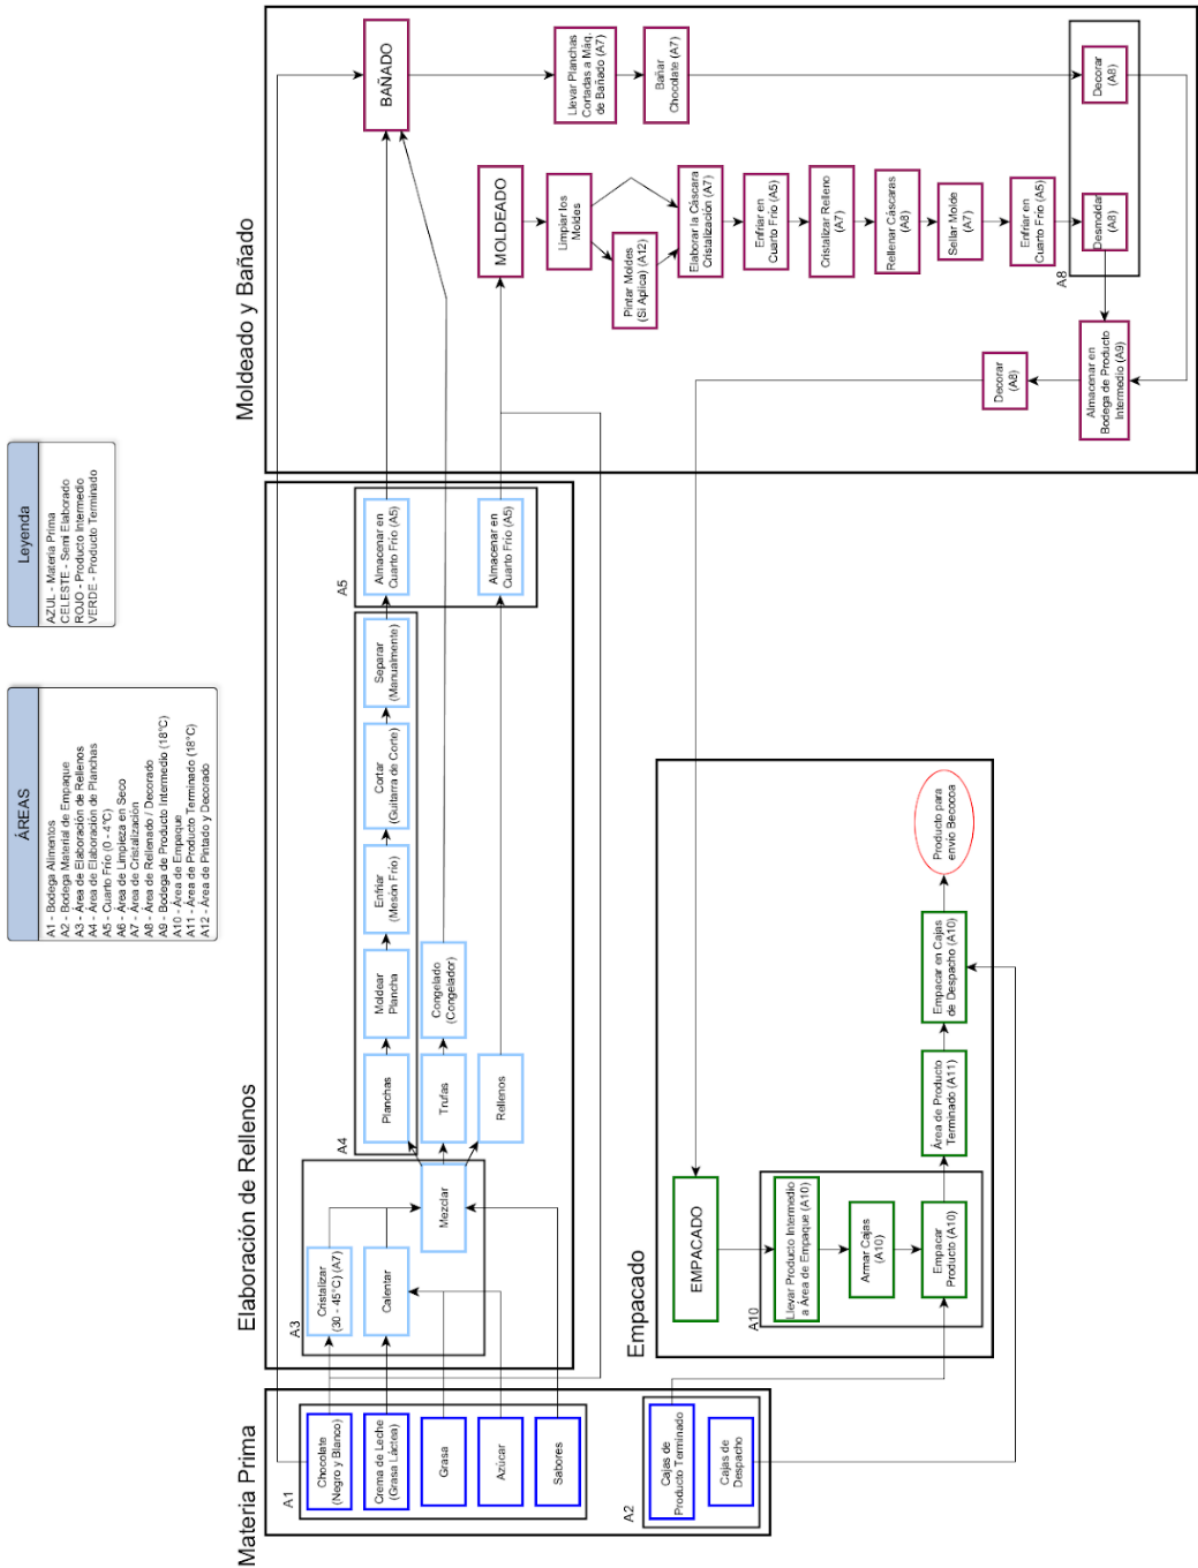 ÁREAS
A1 - Bodega Alimentos
A2 - Bodega Material de Empaque
A3 - Área de Elaboración de Rellenos
A4 - Área de Elaboración de Planchas
A5 - Cuarto Frío (0 - 4°C)
A6 - Área de Limpieza en Seco
A7 - Área de Cristalización
A8 - Área de Rellenado / Decorado
A9 - Bodega de Producto Intermedio (18°C)
A10 - Área de Empaque
A11 - Área de Producto Terminado (18°C)
A12 - Área de Pintado y Decorado
Leyenda
AZUL - Materia Prima
CELESTE - Semi Elaborado
ROJO - Producto Intermedio
VERDE - Producto Terminado
Materia Prima
A1
Chocolate
(Negro y Blanco)
Crema de Leche
(Grasa Láctea)
Grasa
Azúcar
Sabores
A2
Cajas de
Producto Terminado
Cajas de
Despacho
Elaboración de Rellenos
A3
Cristalizar
(30 - 45°C) (A7)
Calentar
Mezclar
A4
Planchas
Moldear
Plancha
Enfriar
(Mesón Frío)
Cortar
(Guitarra de Corte)
Separar
(Manualmente)
Trufas
Congelado
(Congelador)
Rellenos
A5
Almacenar en
Cuarto Frío (A5)
Almacenar en
Cuarto Frío (A5)
Moldeado y Bañado
BAÑADO
Llevar Planchas
Cortadas a Máq.
de Bañado (A7)
Bañar
Chocolate (A7)
Decorar
(A8)
MOLDEADO
Limpiar los
Moldes
Pintar Moldes
(Si Aplica) (A12)
Elaborar la Cáscara
Cristalización (A7)
Enfriar en
Cuarto Frío (A5)
Cristalizar Relleno
(A7)
Rellenar Cáscaras
(A8)
Sellar Molde
(A7)
Enfriar en
Cuarto Frío (A5)
A8
Desmoldar
(A8)
Almacenar en
Bodega de Producto
Intermedio (A9)
Decorar
(A8)
Empacado
EMPACADO
A10
Llevar Producto Intermedio
a Área de Empaque (A10)
Armar Cajas
(A10)
Empacar
Producto (A10)
Área de Producto
Terminado (A11)
Empacar en Cajas
de Despacho (A10)
Producto para
envío Becocoa